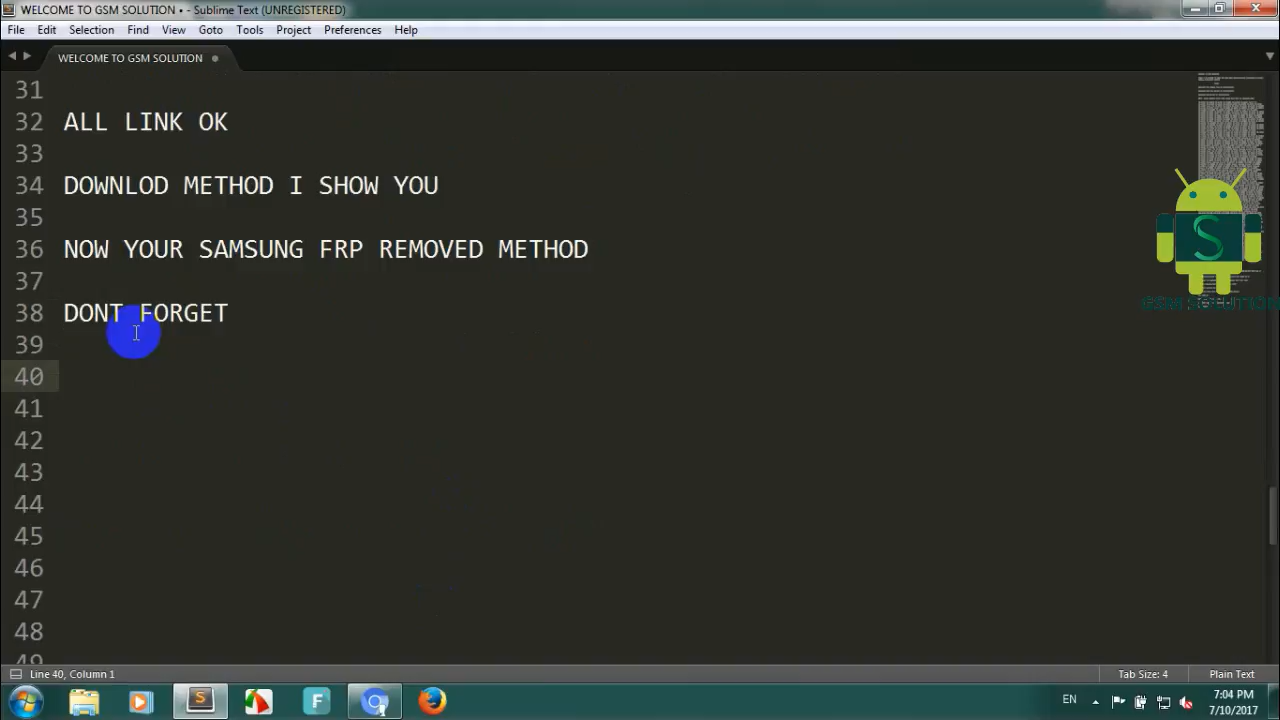 WELCOME TO GSM SOLUTION • - Sublime Text (UNREGISTERED)
File Edit Selection Find View Goto Tools Project Preferences Help
WELCOME TO GSM SOLUTION
31
32 ALL LINK OK
33
34 DOWNLOD METHOD I SHOW YOU
35
36 NOW YOUR SAMSUNG FRP REMOVED METHOD
37
38 DONT FORGET
39
40
41
42
43
44
45
46
47
48
49
S
GSM SOLUTION
Line 40, Column 1 Tab Size: 4 Plain Text
S F EN 7:04 PM
7/10/2017